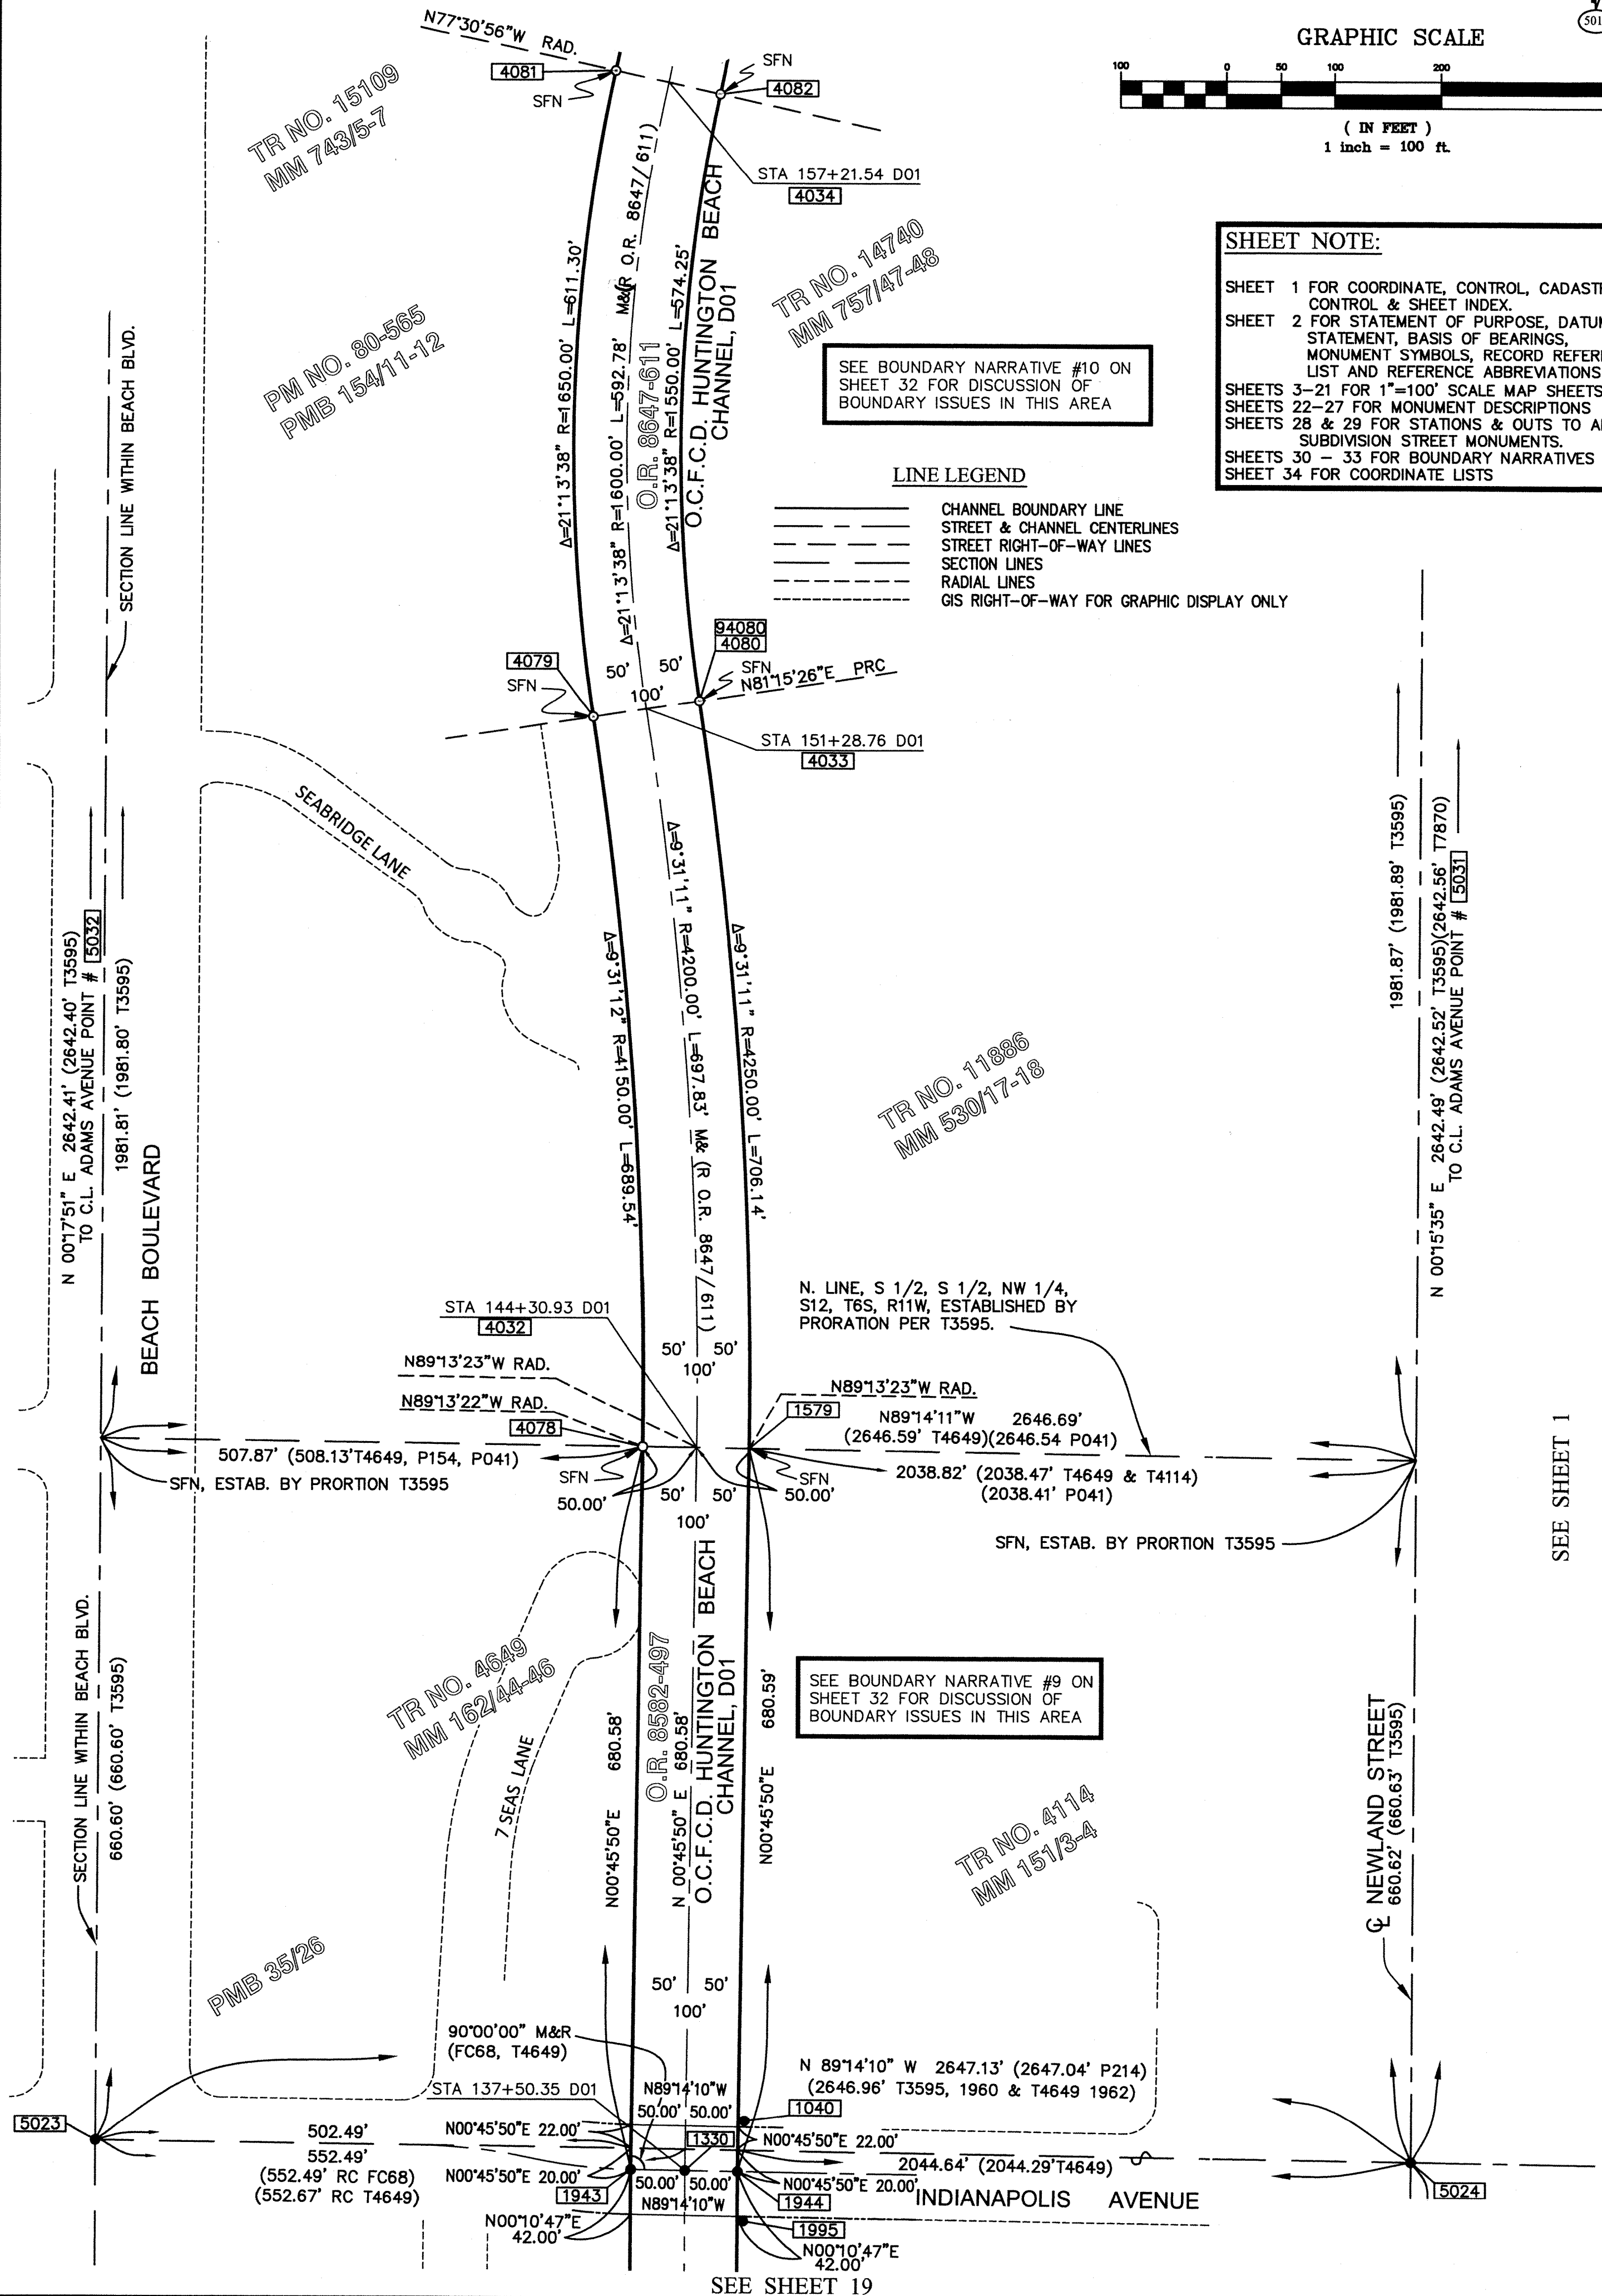 N77°30'56"W RAD.
4081
SFN
SFN
4082
TR NO. 15109
MM 743/5-7
GRAPHIC SCALE
100 0 50 100 200
( IN FEET )
1 inch = 100 ft.
501
STA 157+21.54 D01
4034
TR NO. 14740
MM 757/47-48
PM NO. 80-565
PMB 154/11-12
Δ=21°13'38" R=1650.00' L=611.30'
Δ=21°13'38" R=1600.00' L=592.78' M&(R O.R. 8647/611)
O.R. 8647-611
Δ=21°13'38" R=1550.00' L=574.25'
O.C.F.C.D. HUNTINGTON BEACH
CHANNEL, D01
SEE BOUNDARY NARRATIVE #10 ON
SHEET 32 FOR DISCUSSION OF
BOUNDARY ISSUES IN THIS AREA
SHEET NOTE:
SHEET 1 FOR COORDINATE, CONTROL, CADASTR
CONTROL & SHEET INDEX.
SHEET 2 FOR STATEMENT OF PURPOSE, DATUM
STATEMENT, BASIS OF BEARINGS,
MONUMENT SYMBOLS, RECORD REFERE
LIST AND REFERENCE ABBREVIATIONS
SHEETS 3-21 FOR 1"=100' SCALE MAP SHEETS
SHEETS 22-27 FOR MONUMENT DESCRIPTIONS
SHEETS 28 & 29 FOR STATIONS & OUTS TO
SUBDIVISION STREET MONUMENTS.
SHEETS 30 - 33 FOR BOUNDARY NARRATIVES
SHEET 34 FOR COORDINATE LISTS
LINE LEGEND
CHANNEL BOUNDARY LINE
STREET & CHANNEL CENTERLINES
STREET RIGHT-OF-WAY LINES
SECTION LINES
RADIAL LINES
GIS RIGHT-OF-WAY FOR GRAPHIC DISPLAY ONLY
SECTION LINE WITHIN BEACH BLVD.
94080
4080
4079
SFN
50' 50'
100'
SFN
N81°15'26"E PRC
STA 151+28.76 D01
4033
SEABRIDGE LANE
Δ=9°31'12" R=4150.00' L=689.54'
Δ=9°31'11" R=4200.00' L=697.83' M& (R O.R. 8647/611)
Δ=9°31'11" R=4250.00' L=706.14'
N 00°17'51" E 2642.41' (2642.40' T3595)
TO C.L. ADAMS AVENUE POINT # 5032
1981.81' (1981.80' T3595)
BEACH BOULEVARD
1981.87' (1981.89' T3595)
N 00°15'35" E 2642.49' (2642.52' T3595)(2642.56' T7870)
TO C.L. ADAMS AVENUE POINT # 5031
TR NO. 11886
MM 530/17-18
N. LINE, S 1/2, S 1/2, NW 1/4,
S12, T6S, R11W, ESTABLISHED BY
PRORATION PER T3595.
STA 144+30.93 D01
4032
50' 50'
100'
N89°13'23"W RAD.
N89°13'22"W RAD.
4078
N89°13'23"W RAD.
1579
N89°14'11"W 2646.69'
(2646.59' T4649)(2646.54 P041)
507.87' (508.13'T4649, P154, P041)
SFN, ESTAB. BY PRORTION T3595
SFN
50.00'
50' 50'
100'
SFN
50.00'
2038.82' (2038.47' T4649 & T4114)
(2038.41' P041)
SFN, ESTAB. BY PRORTION T3595
SEE SHEET 1
SECTION LINE WITHIN BEACH BLVD.
660.60' (660.60' T3595)
TR NO. 4649
MM 162/44-46
7 SEAS LANE
N00°45'50"E 680.58'
O.R. 8582-497
N 00°45'50" E 680.58'
O.C.F.C.D. HUNTINGTON BEACH
CHANNEL, D01
N00°45'50"E 680.59'
SEE BOUNDARY NARRATIVE #9 ON
SHEET 32 FOR DISCUSSION OF
BOUNDARY ISSUES IN THIS AREA
TR NO. 4114
MM 151/3-4
℄ NEWLAND STREET
660.62' (660.63' T3595)
PMB 35/26
50' 50'
100'
90°00'00" M&R
(FC68, T4649)
STA 137+50.35 D01
N89°14'10"W
50.00' 50.00'
N 89°14'10" W 2647.13' (2647.04' P214)
(2646.96' T3595, 1960 & T4649 1962)
1040
5023
502.49'
552.49'
(552.49' RC FC68)
(552.67' RC T4649)
N00°45'50"E 22.00'
1330
N00°45'50"E 22.00'
2044.64' (2044.29'T4649)
N00°45'50"E 20.00'
1943
50.00' 50.00'
N89°14'10"W
N00°45'50"E 20.00'
1944
INDIANAPOLIS AVENUE
5024
N00°10'47"E
42.00'
1995
N00°10'47"E
42.00'
SEE SHEET 19